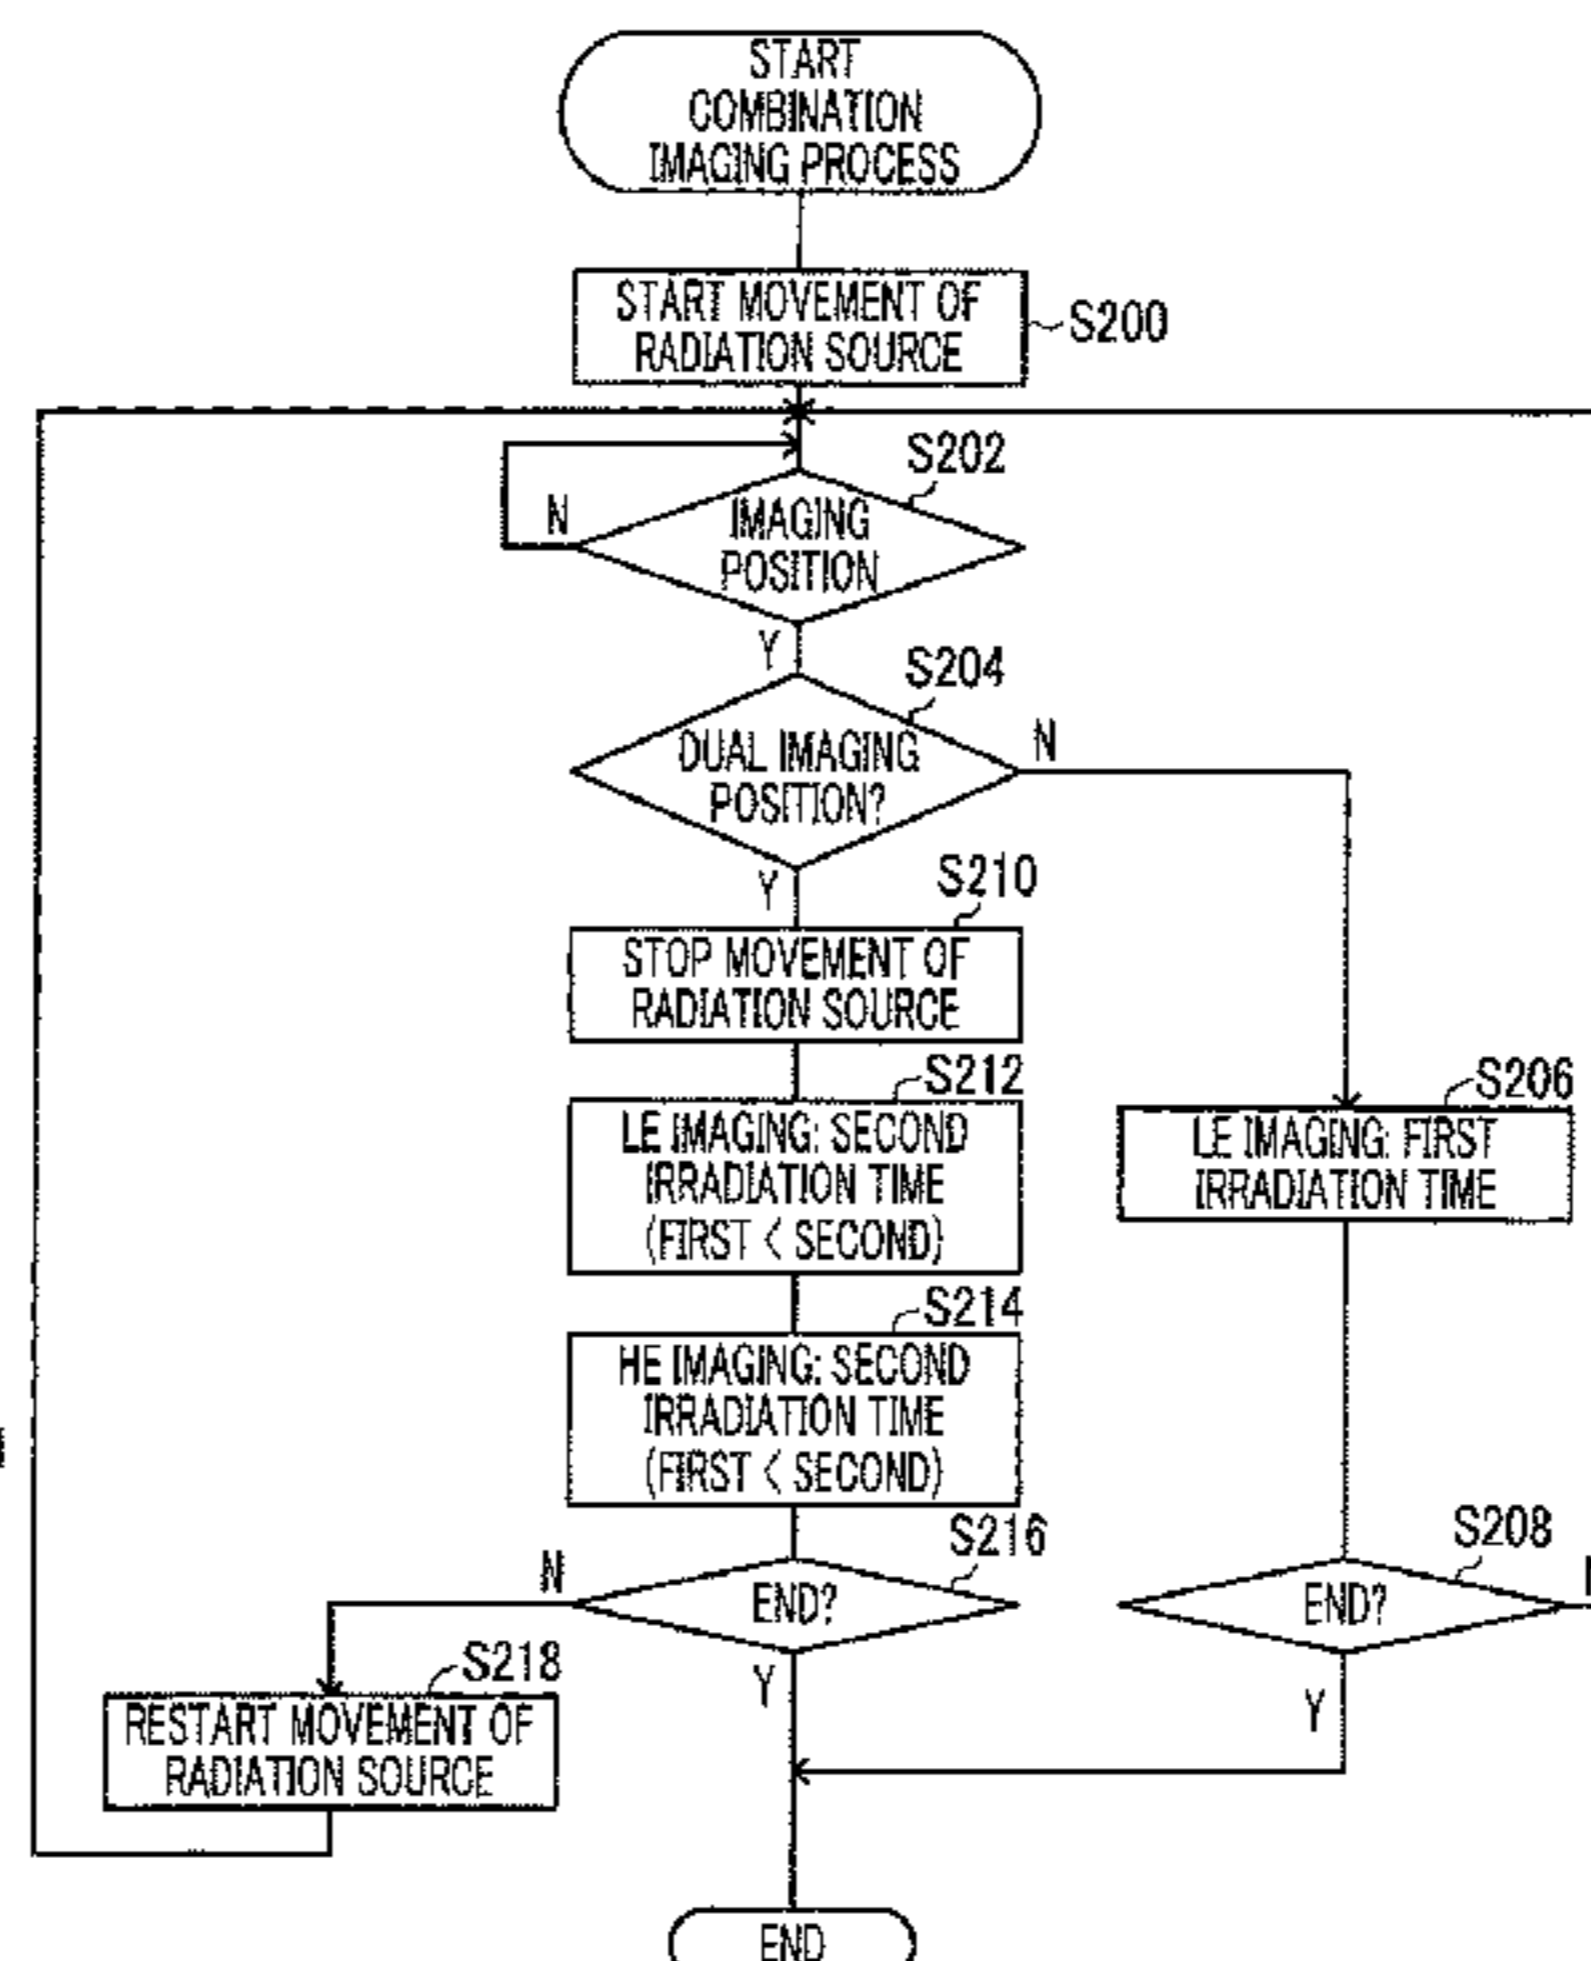 START
COMBINATION
IMAGING PROCESS
START MOVEMENT OF
RADIATION SOURCE
S200
S202
N
IMAGING
POSITION
Y
S204
DUAL IMAGING
POSITION?
N
Y
S210
STOP MOVEMENT OF
RADIATION SOURCE
S212
LE IMAGING: SECOND
IRRADIATION TIME
(FIRST < SECOND)
S206
LE IMAGING: FIRST
IRRADIATION TIME
S214
HE IMAGING: SECOND
IRRADIATION TIME
(FIRST < SECOND)
S216
N
END?
Y
S208
END?
Y
S218
RESTART MOVEMENT OF
RADIATION SOURCE
END